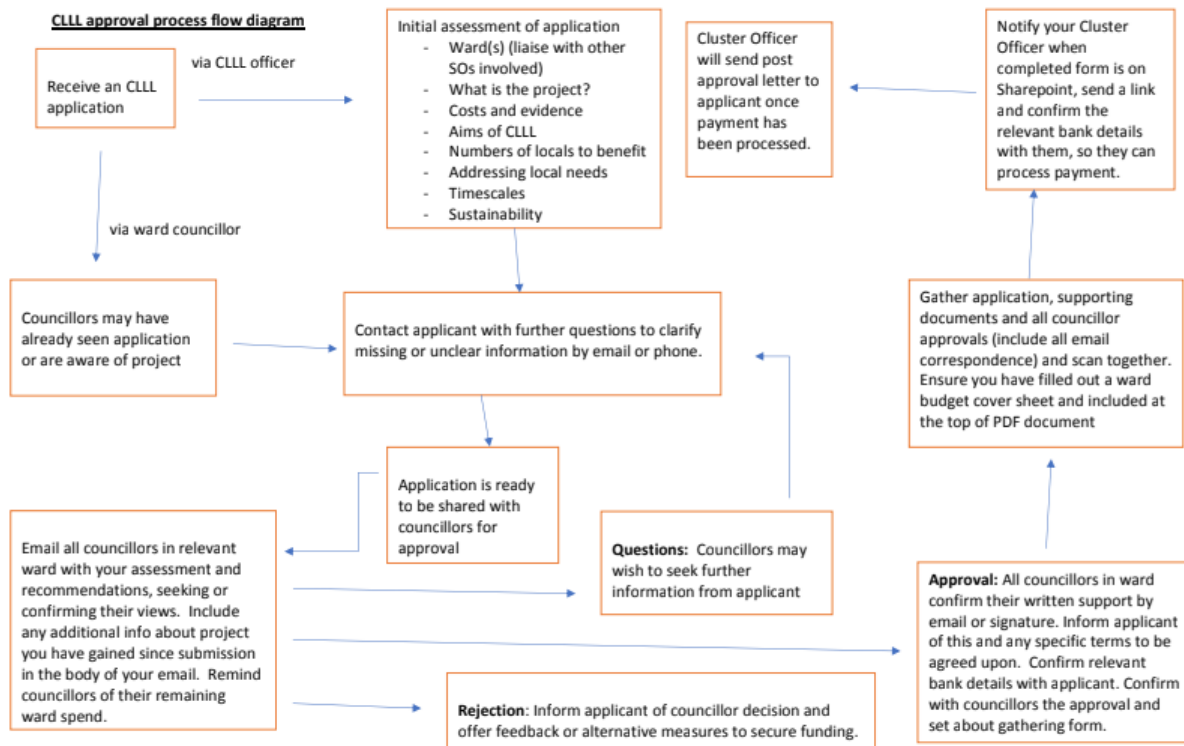 CLLL approval process flow diagram
Receive an CLLL
application
via CLLL officer
Initial assessment of application
- Ward(s) (liaise with other
SOs involved)
- What is the project?
- Costs and evidence
- Aims of CLLL
- Numbers of locals to benefit
- Addressing local needs
- Timescales
- Sustainability
Cluster Officer
will send post
approval letter to
applicant once
payment has
been processed.
Notify your Cluster
Officer when
completed form is on
Sharepoint, send a link
and confirm the
relevant bank details
with them, so they can
process payment.
via ward councillor
Councillors may have
already seen application
or are aware of project
Contact applicant with further questions to clarify
missing or unclear information by email or phone.
Gather application, supporting
documents and all councillor
approvals (include all email
correspondence) and scan together.
Ensure you have filled out a ward
budget cover sheet and included at
the top of PDF document
Application is ready
to be shared with
councillors for
approval
Email all councillors in relevant
ward with your assessment and
recommendations, seeking or
confirming their views.  Include
any additional info about project
you have gained since submission
in the body of your email.  Remind
councillors of their remaining
ward spend.
Questions:  Councillors may
wish to seek further
information from applicant
Approval: All councillors in ward
confirm their written support by
email or signature. Inform applicant
of this and any specific terms to be
agreed upon.  Confirm relevant
bank details with applicant. Confirm
with councillors the approval and
set about gathering form.
Rejection: Inform applicant of councillor decision and
offer feedback or alternative measures to secure funding.